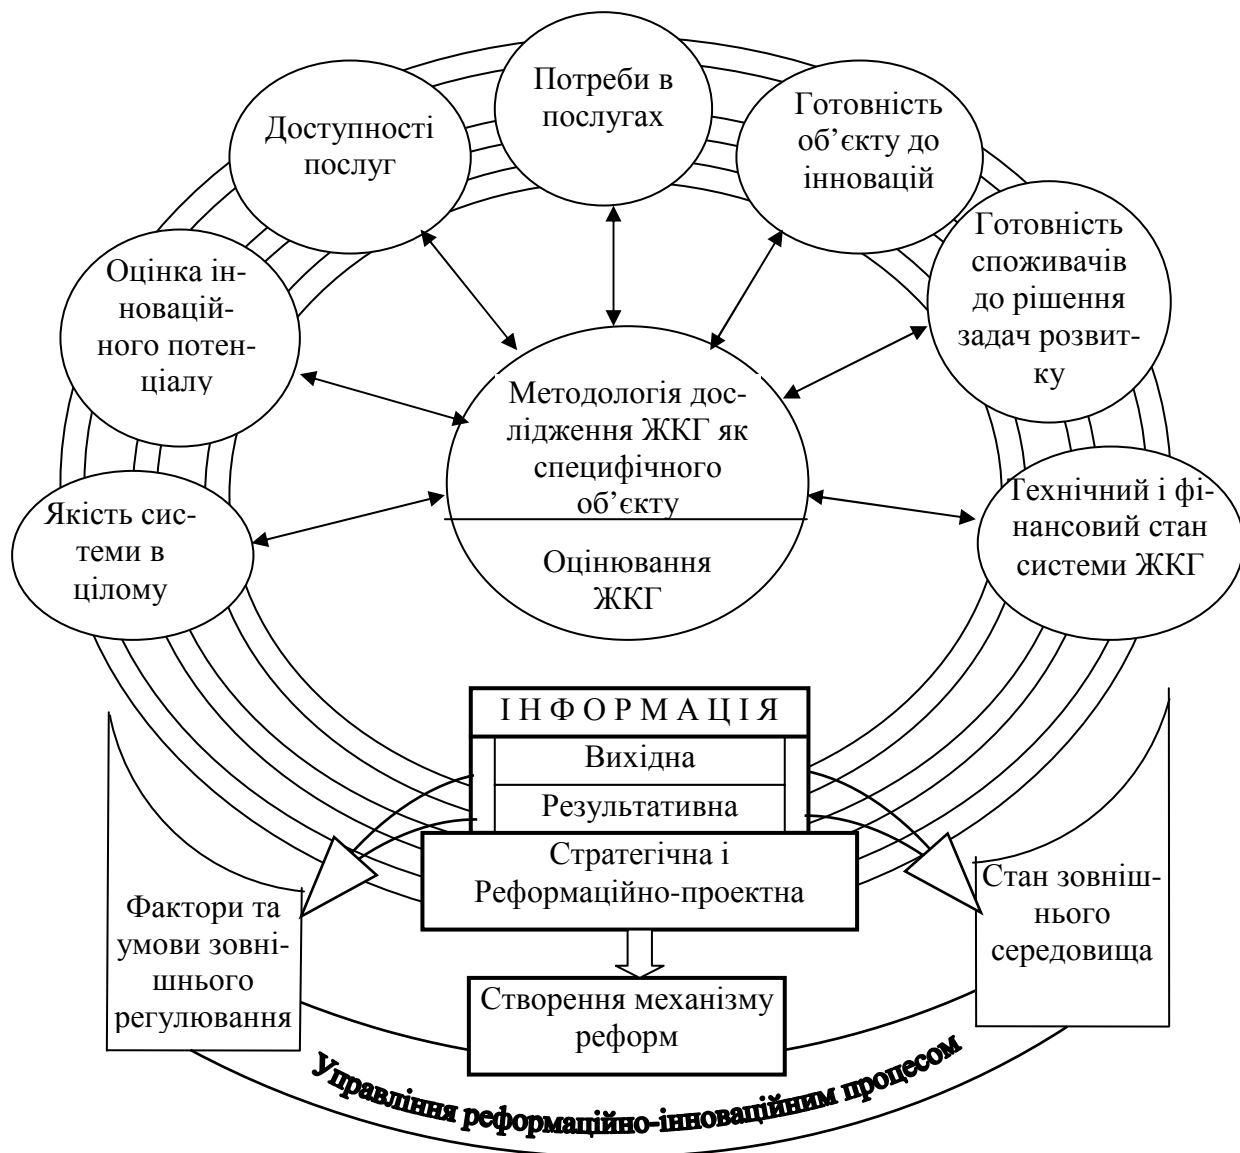 Потреби в
послугах
Доступності
послуг
Готовність
об’єкту до
інновацій
Оцінка ін-
новацій-
ного потен-
ціалу
Готовність
споживачів
до рішення
задач розвит-
ку
Методологія дос-
лідження ЖКГ як
специфічного
об’єкту
Оцінювання
ЖКГ
Якість сис-
теми в
цілому
Технічний і фі-
нансовий стан
системи ЖКГ
І Н Ф О Р М А Ц І Я
Вихідна
Результативна
Стратегічна і
Реформаційно-проектна
Фактори та
умови зовні-
шнього
регулювання
Стан зовніш-
нього
середовища
Створення механізму
реформ
Управління реформаційно-інноваційним процесом